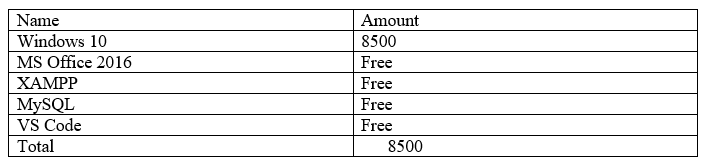 Name Amount
Windows 10 8500
MS Office 2016 Free
XAMPP Free
MySQL Free
VS Code Free
Total 8500